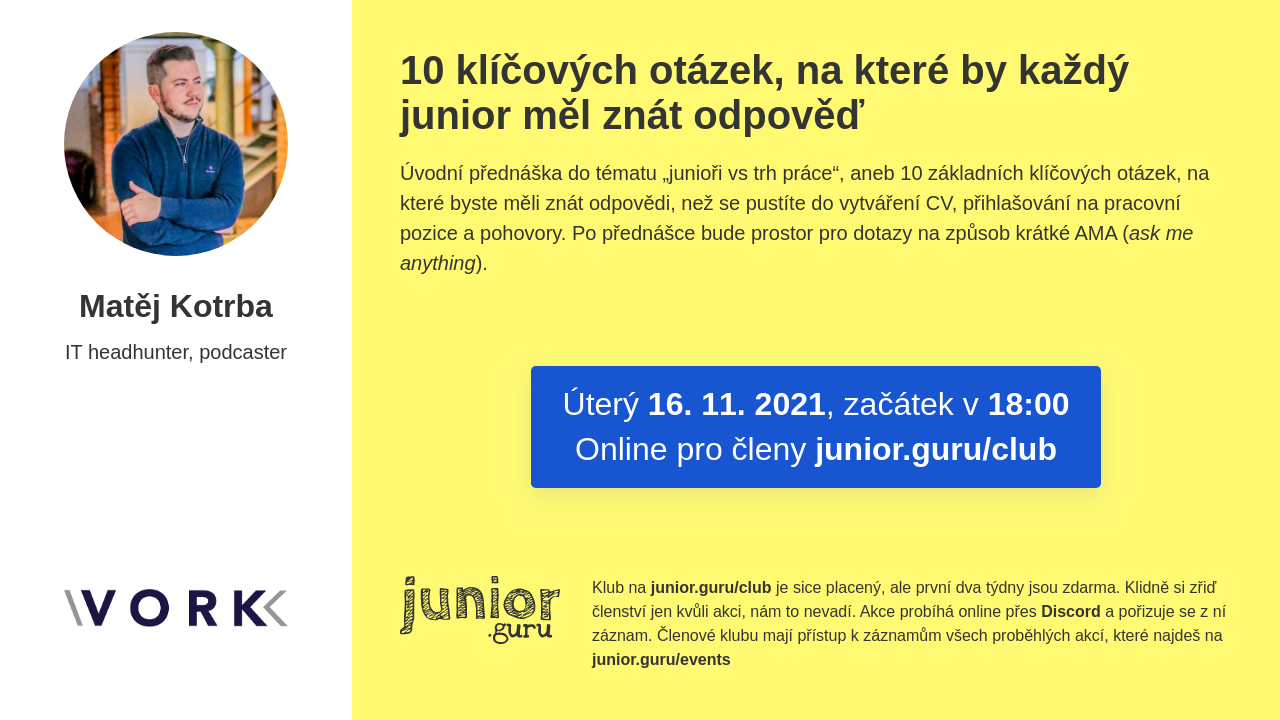 Matěj Kotrba
IT headhunter, podcaster
\VORK
10 klíčových otázek, na které by každý
junior měl znát odpověď
Úvodní přednáška do tématu „junioři vs trh práce“, aneb 10 základních klíčových otázek, na
které byste měli znát odpovědi, než se pustíte do vytváření CV, přihlašování na pracovní
pozice a pohovory. Po přednášce bude prostor pro dotazy na způsob krátké AMA (ask me
anything).
Úterý 16. 11. 2021, začátek v 18:00
Online pro členy junior.guru/club
junior
.guru
Klub na junior.guru/club je sice placený, ale první dva týdny jsou zdarma. Klidně si zřiď
členství jen kvůli akci, nám to nevadí. Akce probíhá online přes Discord a pořizuje se z ní
záznam. Členové klubu mají přístup k záznamům všech proběhlých akcí, které najdeš na
junior.guru/events